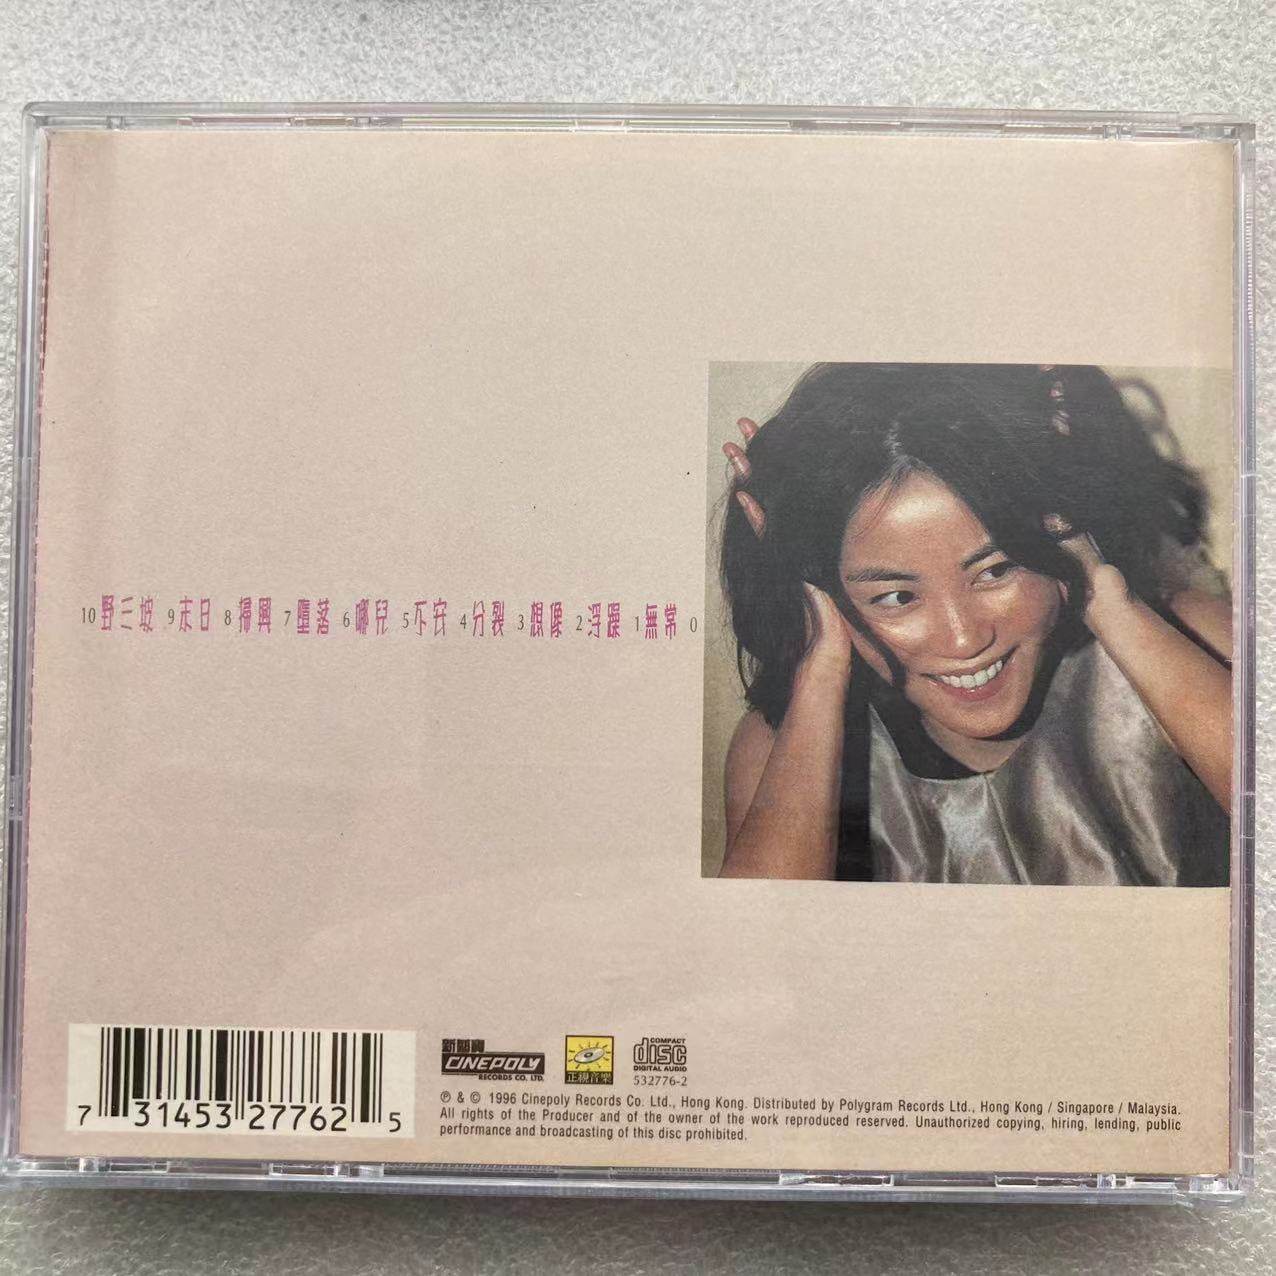 10 野三坡 9 末日 8 掃興 7 墮落 6 哪兒 5 不安 4 分裂 3 想像 2 浮躁 1 無常 0
7 31453 27762 5
新藝寶
CINEPOLY
RECORDS CO. LTD.
正視音樂
COMPACT
disc
DIGITAL AUDIO
532776-2
℗ & © 1996 Cinepoly Records Co. Ltd., Hong Kong. Distributed by Polygram Records Ltd., Hong Kong / Singapore / Malaysia.
All rights of the Producer and of the owner of the work reproduced reserved. Unauthorized copying, hiring, lending, public
performance and broadcasting of this disc prohibited.